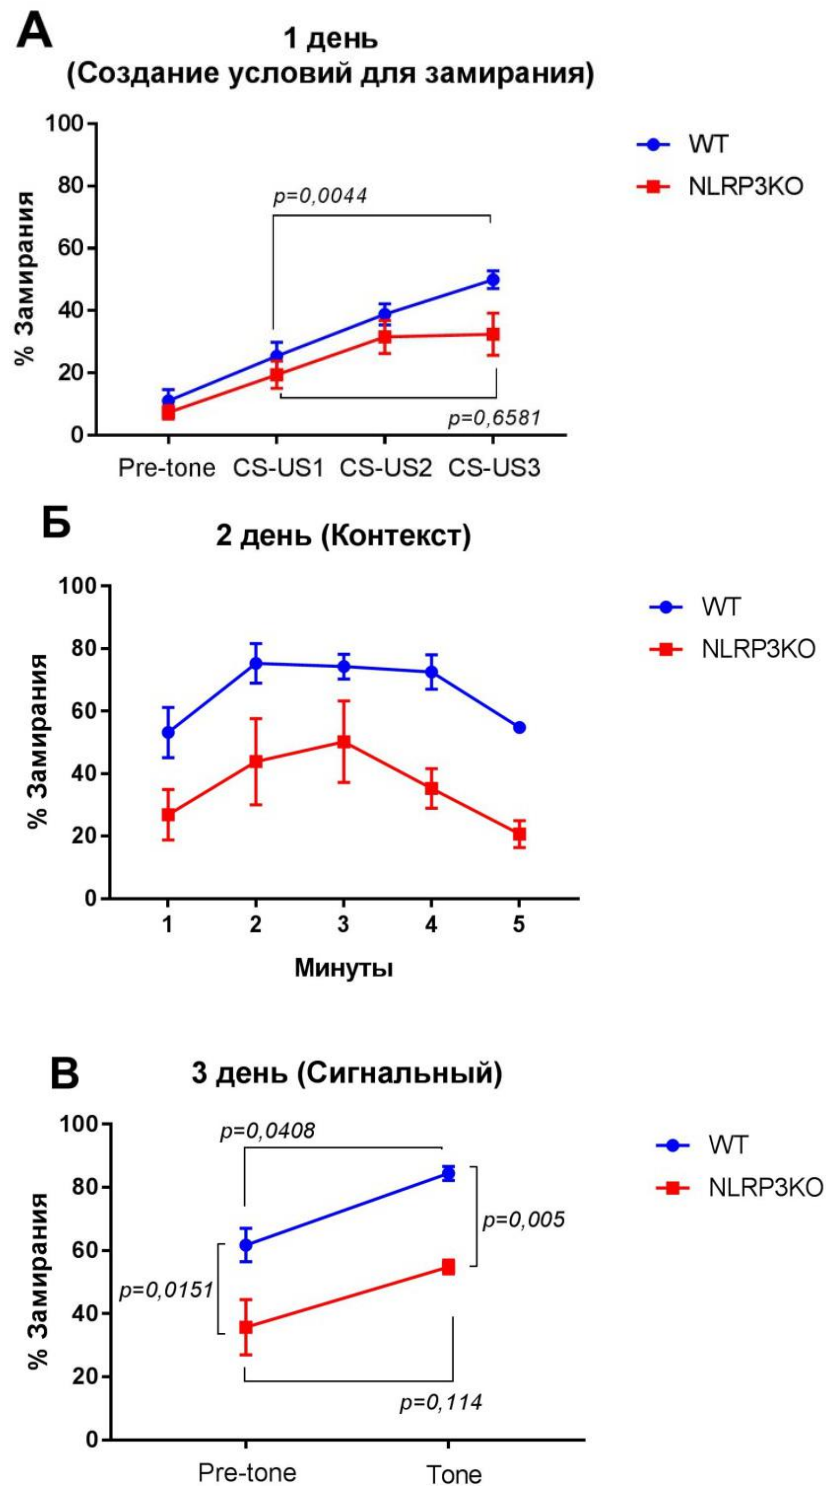 А
1 день
(Создание условий для замирания)
100
80
60
40
20
0
% Замирания
p=0,0044
p=0,6581
Pre-tone CS-US1 CS-US2 CS-US3
WT
NLRP3KO
Б
2 день (Контекст)
100
80
60
40
20
0
% Замирания
1 2 3 4 5
Минуты
WT
NLRP3KO
В
3 день (Сигнальный)
100
80
60
40
20
0
% Замирания
p=0,0408
p=0,005
p=0,0151
p=0,114
Pre-tone Tone
WT
NLRP3KO